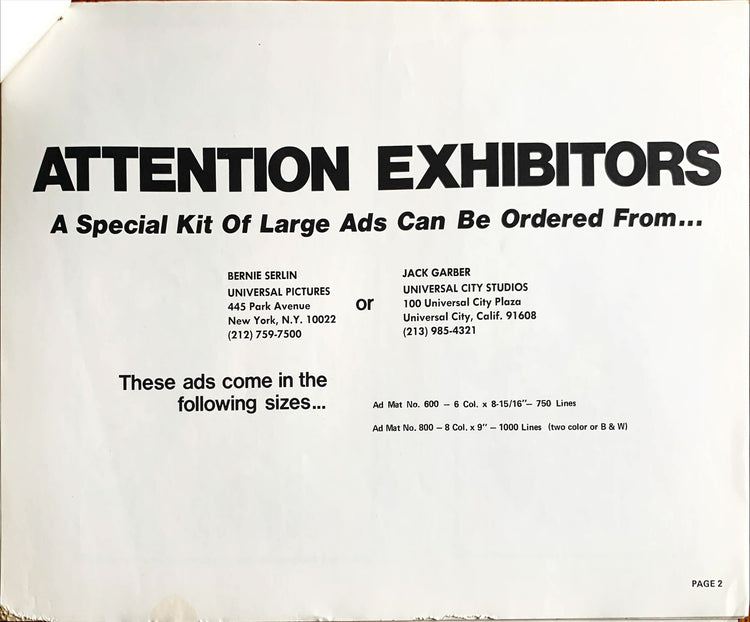 ATTENTION EXHIBITORS
A Special Kit Of Large Ads Can Be Ordered From...
BERNIE SERLIN
UNIVERSAL PICTURES
445 Park Avenue
New York, N.Y. 10022
(212) 759-7500
or
JACK GARBER
UNIVERSAL CITY STUDIOS
100 Universal City Plaza
Universal City, Calif. 91608
(213) 985-4321
These ads come in the
following sizes...
Ad Mat No. 600 — 6 Col. x 8-15/16"— 750 Lines
Ad Mat No. 800 — 8 Col. x 9" — 1000 Lines (two color or B & W)
PAGE 2